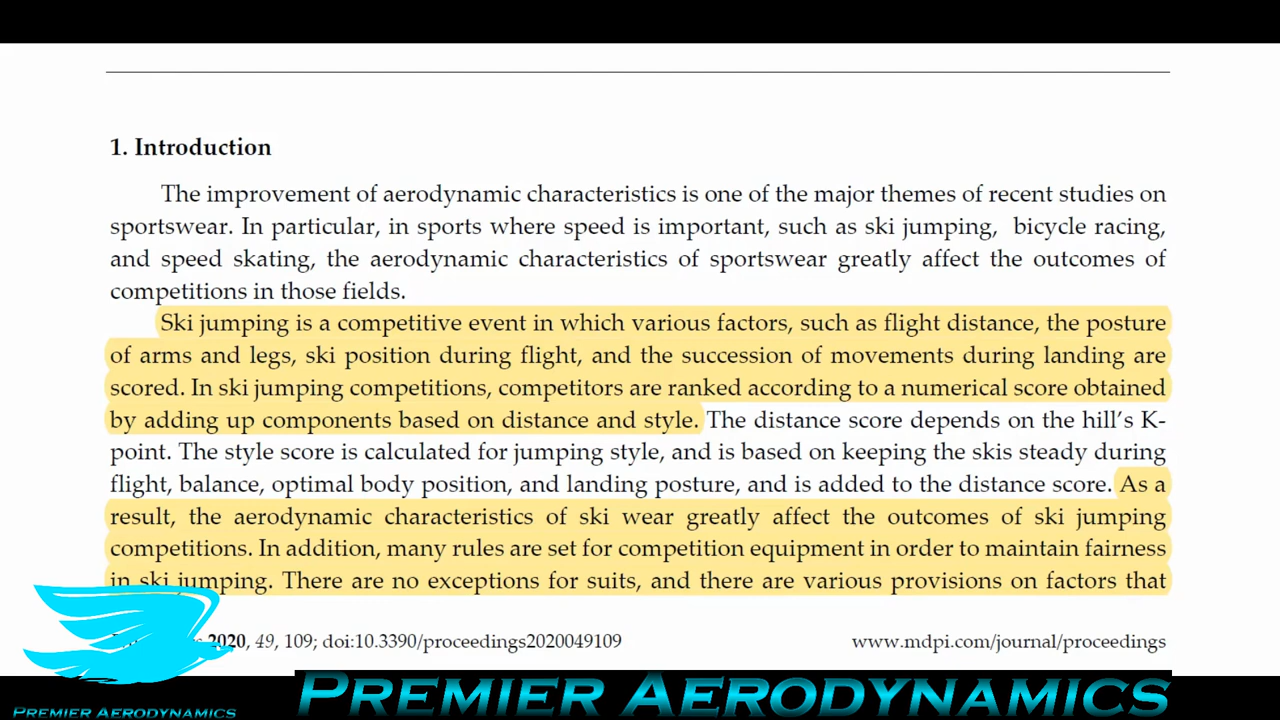 1. Introduction
The improvement of aerodynamic characteristics is one of the major themes of recent studies on
sportswear. In particular, in sports where speed is important, such as ski jumping, bicycle racing,
and speed skating, the aerodynamic characteristics of sportswear greatly affect the outcomes of
competitions in those fields.
Ski jumping is a competitive event in which various factors, such as flight distance, the posture
of arms and legs, ski position during flight, and the succession of movements during landing are
scored. In ski jumping competitions, competitors are ranked according to a numerical score obtained
by adding up components based on distance and style. The distance score depends on the hill's K-
point. The style score is calculated for jumping style, and is based on keeping the skis steady during
flight, balance, optimal body position, and landing posture, and is added to the distance score. As a
result, the aerodynamic characteristics of ski wear greatly affect the outcomes of ski jumping
competitions. In addition, many rules are set for competition equipment in order to maintain fairness
in ski jumping. There are no exceptions for suits, and there are various provisions on factors that
2020, 49, 109; doi:10.3390/proceedings2020049109
www.mdpi.com/journal/proceedings
PREMIER AERODYNAMICS
PREMIER AERODYNAMICS